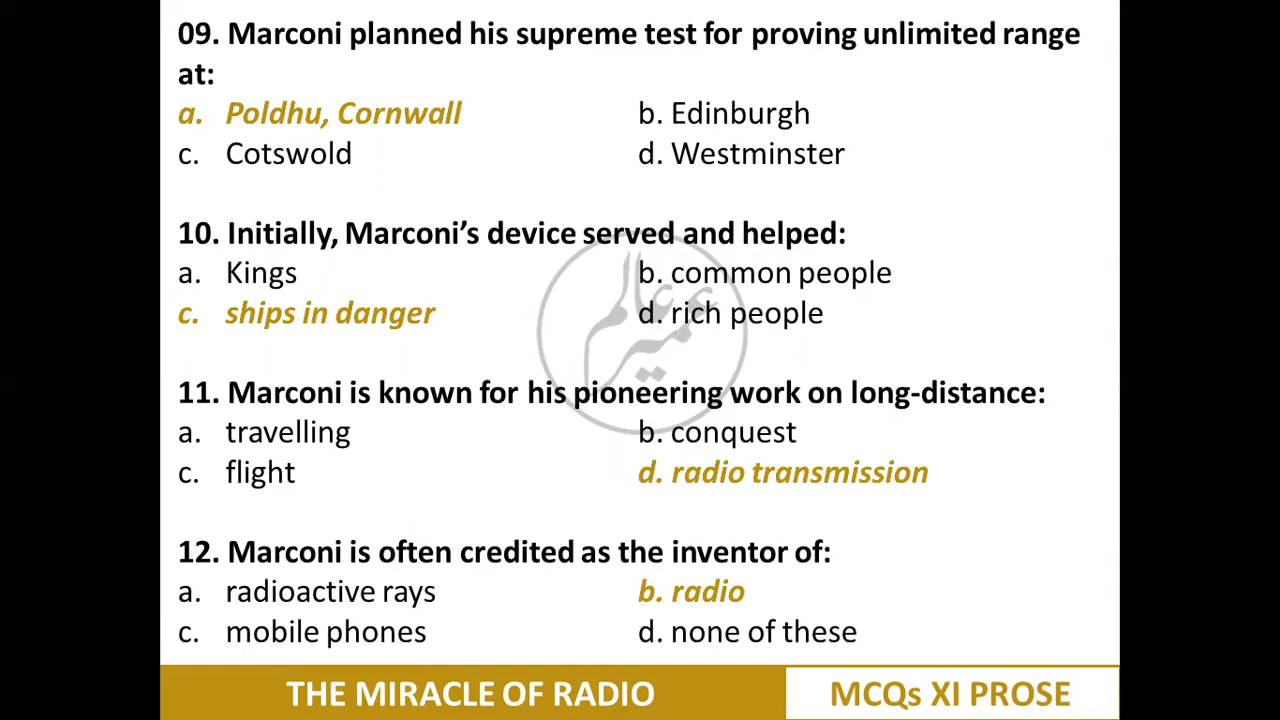 09. Marconi planned his supreme test for proving unlimited range
at:
a. Poldhu, Cornwall b. Edinburgh
c. Cotswold d. Westminster
10. Initially, Marconi’s device served and helped:
a. Kings b. common people
c. ships in danger d. rich people
عمیر عالم
11. Marconi is known for his pioneering work on long-distance:
a. travelling b. conquest
c. flight d. radio transmission
12. Marconi is often credited as the inventor of:
a. radioactive rays b. radio
c. mobile phones d. none of these
THE MIRACLE OF RADIO MCQs XI PROSE